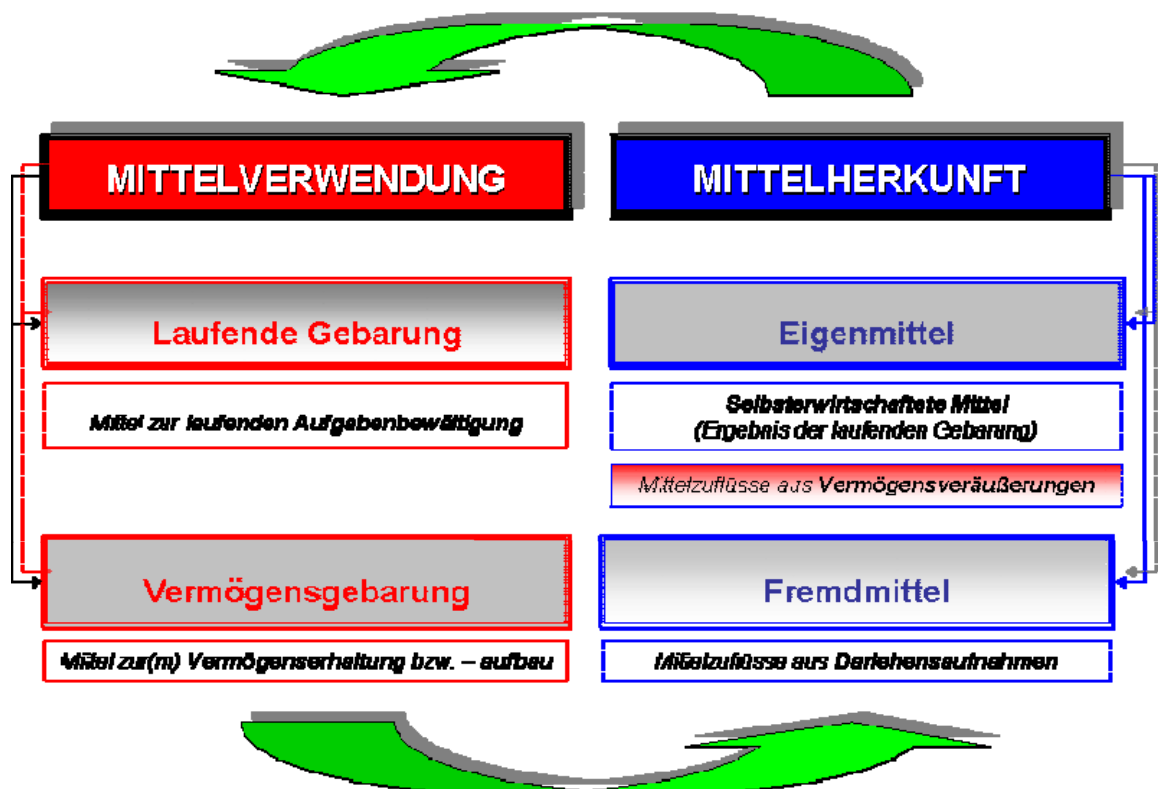 MITTELVERWENDUNG
MITTELHERKUNFT
Laufende Gebarung
Eigenmittel
Mittel zur laufenden Aufgabenbewältigung
Selbsterwirtschaftete Mittel
(Ergebnis der laufenden Gebarung)
Mittelzuflüsse aus Vermögensveräußerungen
Vermögensgebarung
Fremdmittel
Mittel zur(m) Vermögenserhaltung bzw. – aufbau
Mittelzuflüsse aus Darlehensaufnahmen